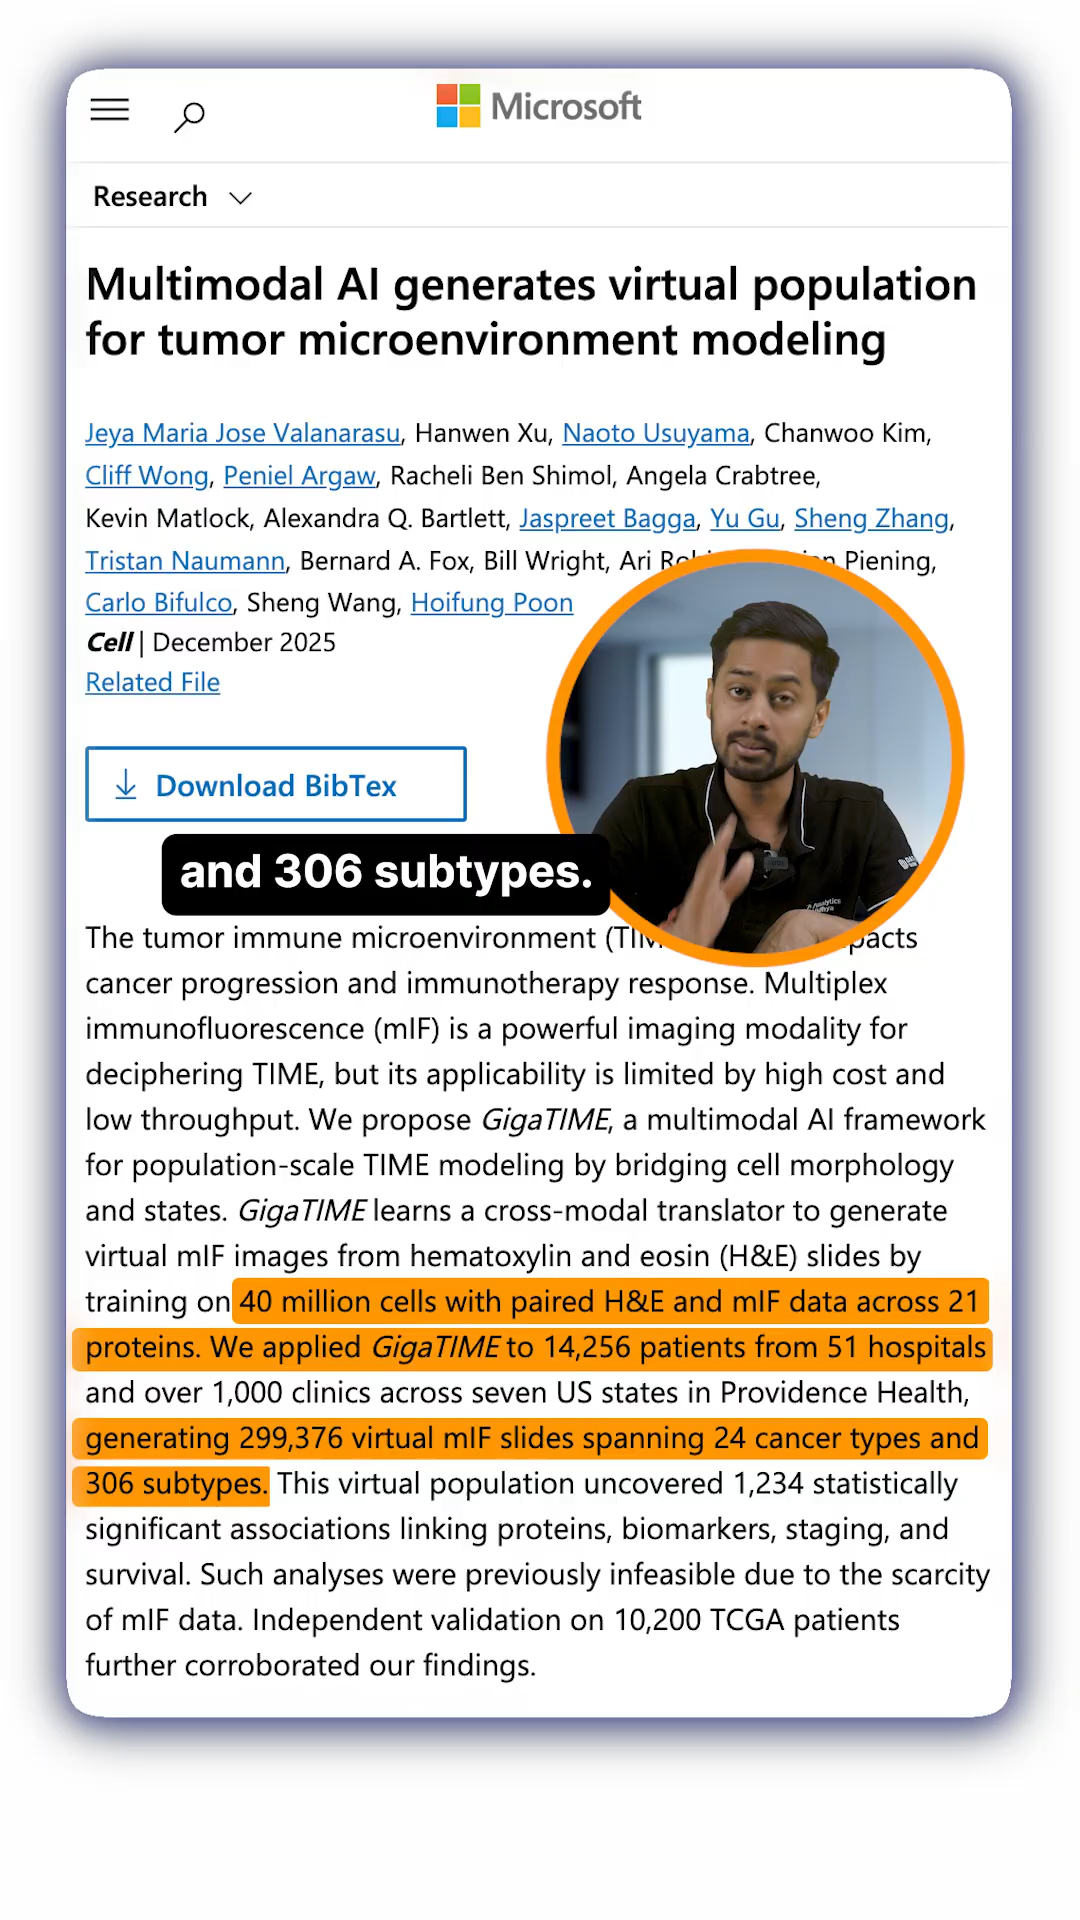 Microsoft
Research
Multimodal AI generates virtual population
for tumor microenvironment modeling
Jeya Maria Jose Valanarasu, Hanwen Xu, Naoto Usuyama, Chanwoo Kim,
Cliff Wong, Peniel Argaw, Racheli Ben Shimol, Angela Crabtree,
Kevin Matlock, Alexandra Q. Bartlett, Jaspreet Bagga, Yu Gu, Sheng Zhang,
Tristan Naumann, Bernard A. Fox, Bill Wright, Ari Piening,
Carlo Bifulco, Sheng Wang, Hoifung Poon
Cell | December 2025
Related File
Download BibTex
and 306 subtypes.
Analytics
The tumor immune microenvironment
cancer progression and immunotherapy response. Multiplex
immunofluorescence (mIF) is a powerful imaging modality for
deciphering TIME, but its applicability is limited by high cost and
low throughput. We propose GigaTIME, a multimodal AI framework
for population-scale TIME modeling by bridging cell morphology
and states. GigaTIME learns a cross-modal translator to generate
virtual mIF images from hematoxylin and eosin (H&E) slides by
training on 40 million cells with paired H&E and mIF data across 21
proteins. We applied GigaTIME to 14,256 patients from 51 hospitals
and over 1,000 clinics across seven US states in Providence Health,
generating 299,376 virtual mIF slides spanning 24 cancer types and
306 subtypes. This virtual population uncovered 1,234 statistically
significant associations linking proteins, biomarkers, staging, and
survival. Such analyses were previously infeasible due to the scarcity
of mIF data. Independent validation on 10,200 TCGA patients
further corroborated our findings.